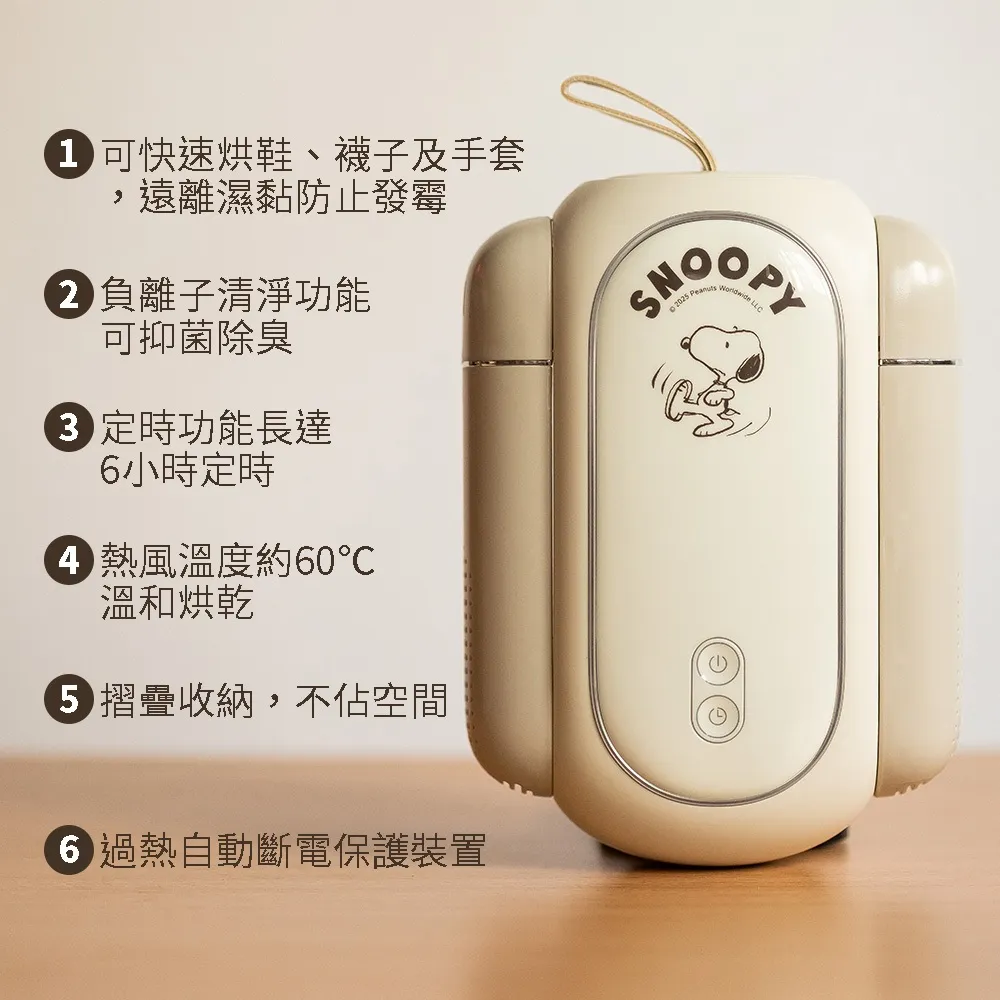 1 可快速烘鞋、襪子及手套
，遠離濕黏防止發霉
2 負離子清淨功能
可抑菌除臭
3 定時功能長達
6小時定時
4 熱風溫度約60°C
溫和烘乾
5 摺疊收納，不佔空間
6 過熱自動斷電保護裝置
SNOOPY
© 2025 Peanuts Worldwide LLC